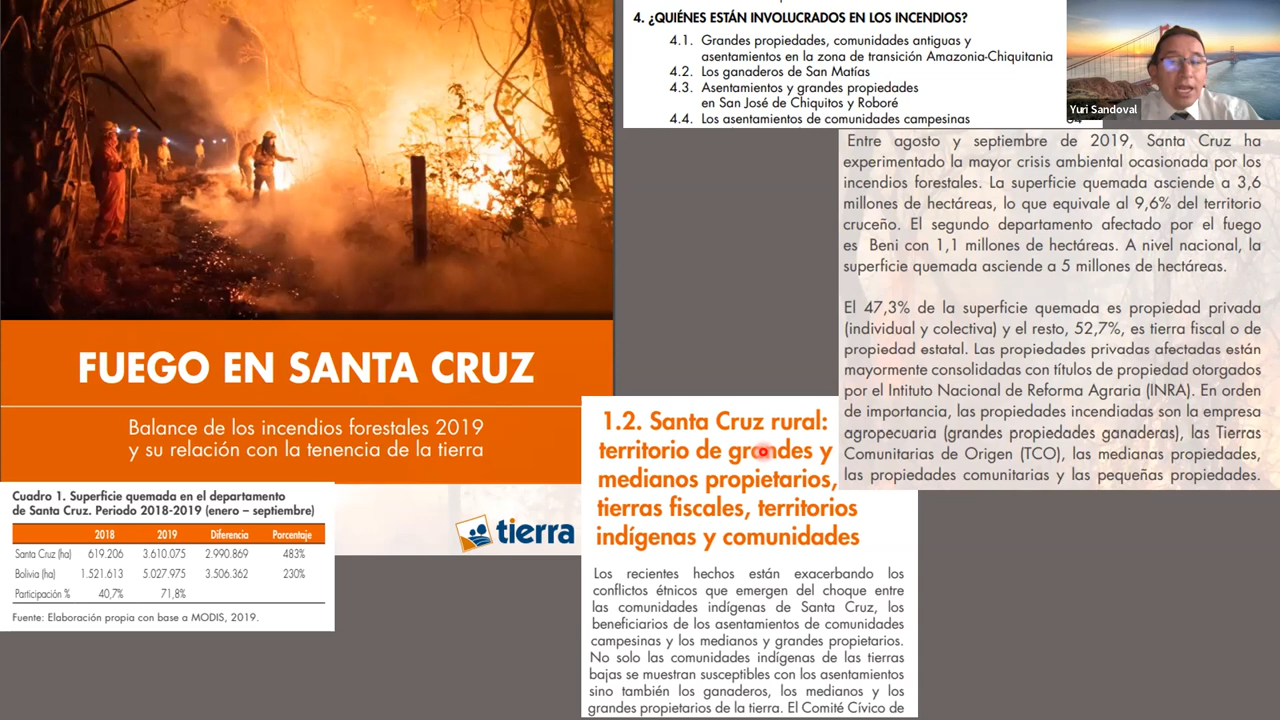 FUEGO EN SANTA CRUZ
Balance de los incendios forestales 2019
y su relación con la tenencia de la tierra
tierra
Cuadro 1. Superficie quemada en el departamento
de Santa Cruz. Periodo 2018-2019 (enero – septiembre)
2018 2019 Diferencia Porcentaje
Santa Cruz (ha) 619.206 3.610.075 2.990.869 483%
Bolivia (ha) 1.521.613 5.027.975 3.506.362 230%
Participación % 40,7% 71,8%
Fuente: Elaboración propia con base a MODIS, 2019.
4. ¿QUIÉNES ESTÁN INVOLUCRADOS EN LOS INCENDIOS?
4.1. Grandes propiedades, comunidades antiguas y
asentamientos en la zona de transición Amazonia-Chiquitania
4.2. Los ganaderos de San Matías
4.3. Asentamientos y grandes propiedades
en San José de Chiquitos y Roboré
4.4. Los asentamientos de comunidades campesinas
Yuri Sandoval
Entre agosto y septiembre de 2019, Santa Cruz ha
experimentado la mayor crisis ambiental ocasionada por los
incendios forestales. La superficie quemada asciende a 3,6
millones de hectáreas, lo que equivale al 9,6% del territorio
cruceño. El segundo departamento afectado por el fuego
es Beni con 1,1 millones de hectáreas. A nivel nacional, la
superficie quemada asciende a 5 millones de hectáreas.
El 47,3% de la superficie quemada es propiedad privada
(individual y colectiva) y el resto, 52,7%, es tierra fiscal o de
propiedad estatal. Las propiedades privadas afectadas están
mayormente consolidadas con títulos de propiedad otorgados
por el Intituto Nacional de Reforma Agraria (INRA). En orden
de importancia, las propiedades incendiadas son la empresa
agropecuaria (grandes propiedades ganaderas), las Tierras
Comunitarias de Origen (TCO), las medianas propiedades,
las propiedades comunitarias y las pequeñas propiedades.
1.2. Santa Cruz rural:
territorio de grandes y
medianos propietarios,
tierras fiscales, territorios
indígenas y comunidades
Los recientes hechos están exacerbando los
conflictos étnicos que emergen del choque entre
las comunidades indígenas de Santa Cruz, los
beneficiarios de los asentamientos de comunidades
campesinas y los medianos y grandes propietarios.
No solo las comunidades indígenas de las tierras
bajas se muestran susceptibles con los asentamientos
sino también los ganaderos, los medianos y los
grandes propietarios de la tierra. El Comité Cívico de